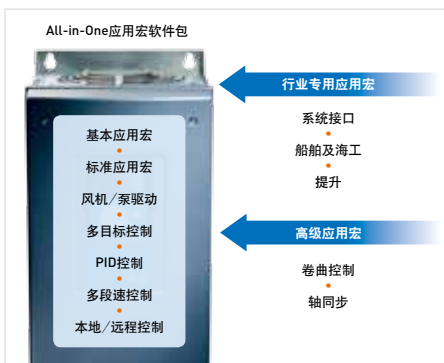 All-in-One应用宏软件包
基本应用宏
标准应用宏
风机/泵驱动
多目标控制
PID控制
多段速控制
本地/远程控制
行业专用应用宏
系统接口
船舶及海工
提升
高级应用宏
卷曲控制
轴同步